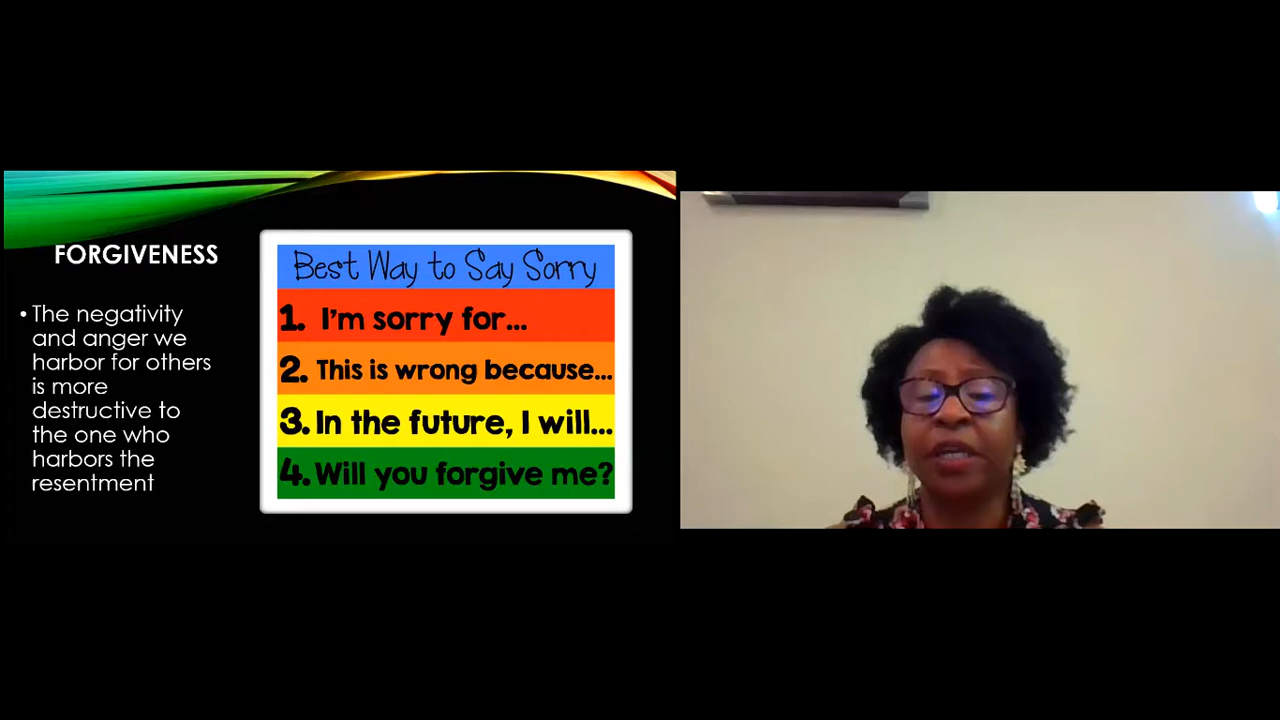 FORGIVENESS
• The negativity
and anger we
harbor for others
is more
destructive to
the one who
harbors the
resentment
Best Way to Say Sorry
1. I'm sorry for...
2. This is wrong because...
3. In the future, I will...
4. Will you forgive me?